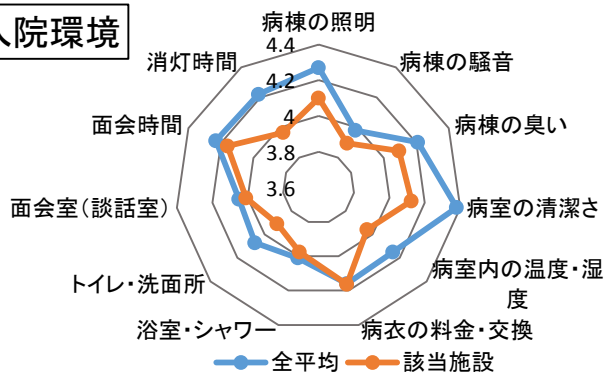 入院環境
病棟の照明
消灯時間
病棟の騒音
面会時間
病棟の臭い
面会室(談話室)
病室の清潔さ
トイレ・洗面所
病室内の温度・湿
度
浴室・シャワー
病衣の料金・交換
4.4
4.2
4
3.8
3.6
全平均
該当施設